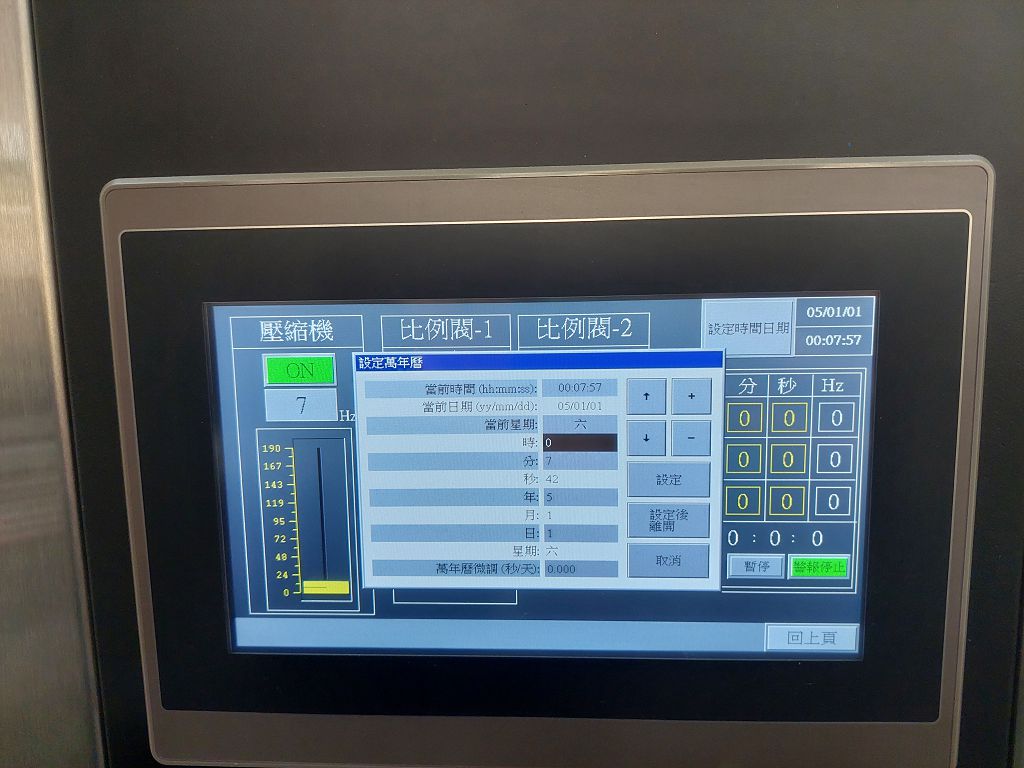 壓縮機
比例閥-1
比例閥-2
設定時間日期
05/01/01
00:07:57
ON
7
Hz
190
167
143
119
95
72
48
24
0
設定萬年曆
當前時間 (hh:mm:ss): 00:07:57
當前日期 (yy/mm/dd): 05/01/01
當前星期: 六
時: 0
分: 7
秒: 42
年: 5
月: 1
日: 1
星期: 六
萬年曆微調 (秒/天): 0.000
↑ +
↓ -
設定
設定後
離開
取消
分 秒 Hz
0 0 0
0 0 0
0 0 0
0 : 0 : 0
暫停
警報停止
回上頁